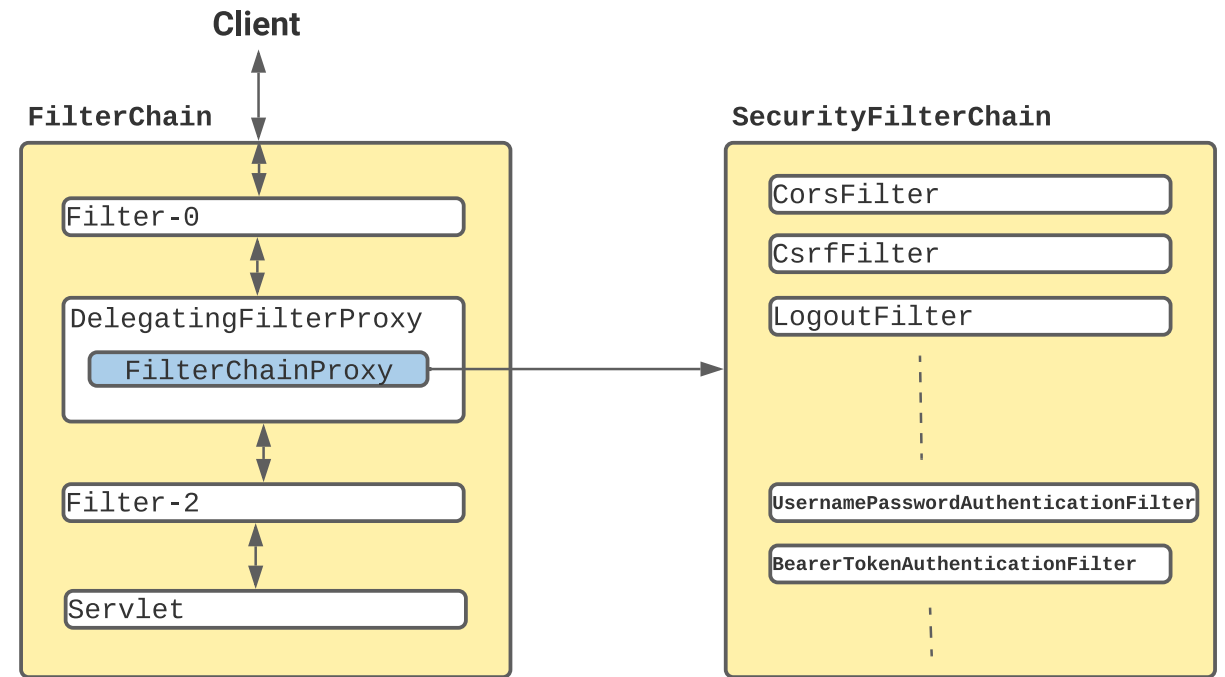 Client
FilterChain
Filter-0
DelegatingFilterProxy
FilterChainProxy
Filter-2
Servlet
SecurityFilterChain
CorsFilter
CsrfFilter
LogoutFilter
UsernamePasswordAuthenticationFilter
BearerTokenAuthenticationFilter